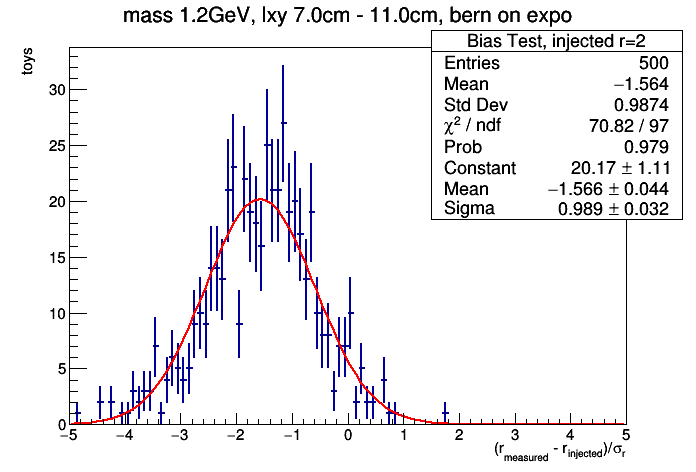 mass 1.2GeV, lxy 7.0cm - 11.0cm, bern on expo
toys
Bias Test, injected r=2
Entries 500
Mean −1.564
Std Dev 0.9874
χ² / ndf 70.82 / 97
Prob 0.979
Constant 20.17 ± 1.11
Mean −1.566 ± 0.044
Sigma 0.989 ± 0.032
30
25
20
15
10
5
0
−5 −4 −3 −2 −1 0 1 2 3 4 5
(r_measured - r_injected)/σ_r